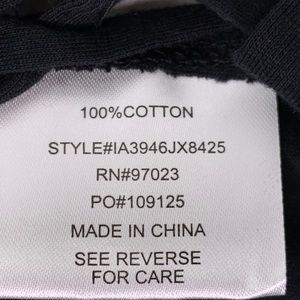 100%COTTON
STYLE#IA3946JX8425
RN#97023
PO#109125
MADE IN CHINA
SEE REVERSE
FOR CARE